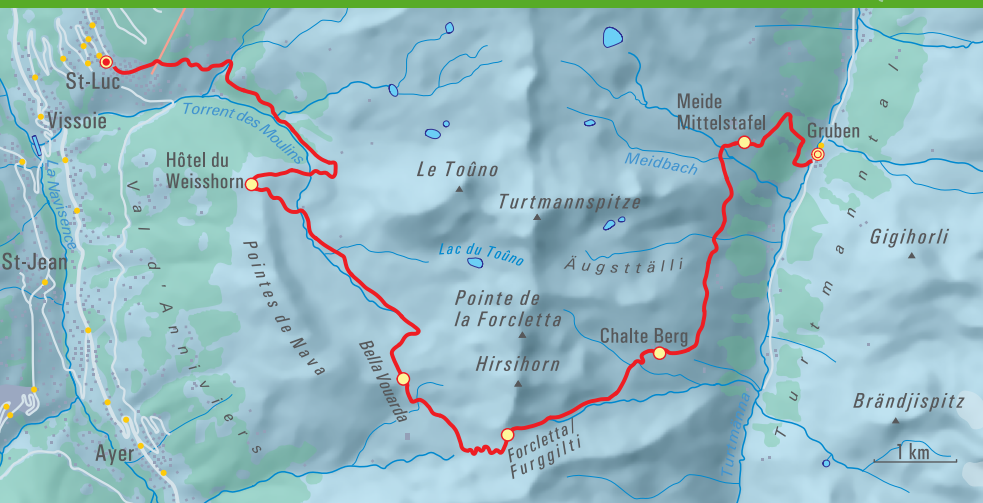 St-Luc
Vissoie
Torrent des Moulins
Hôtel du
Weisshorn
La Navisence
Val d'Anniviers
St-Jean
Pointes de Nava
Ayer
Bella Vouarda
Le Toûno
Turtmannspitze
Lac du Toûno
Pointe de
la Forcletta
Hirsihorn
Forcletta/
Furggilti
Meide
Mittelstafel
Gruben
Meidbach
Äugsttälli
Chalte Berg
Turtmänna
Turtmanntal
Gigihorli
Brändjispitz
1 km